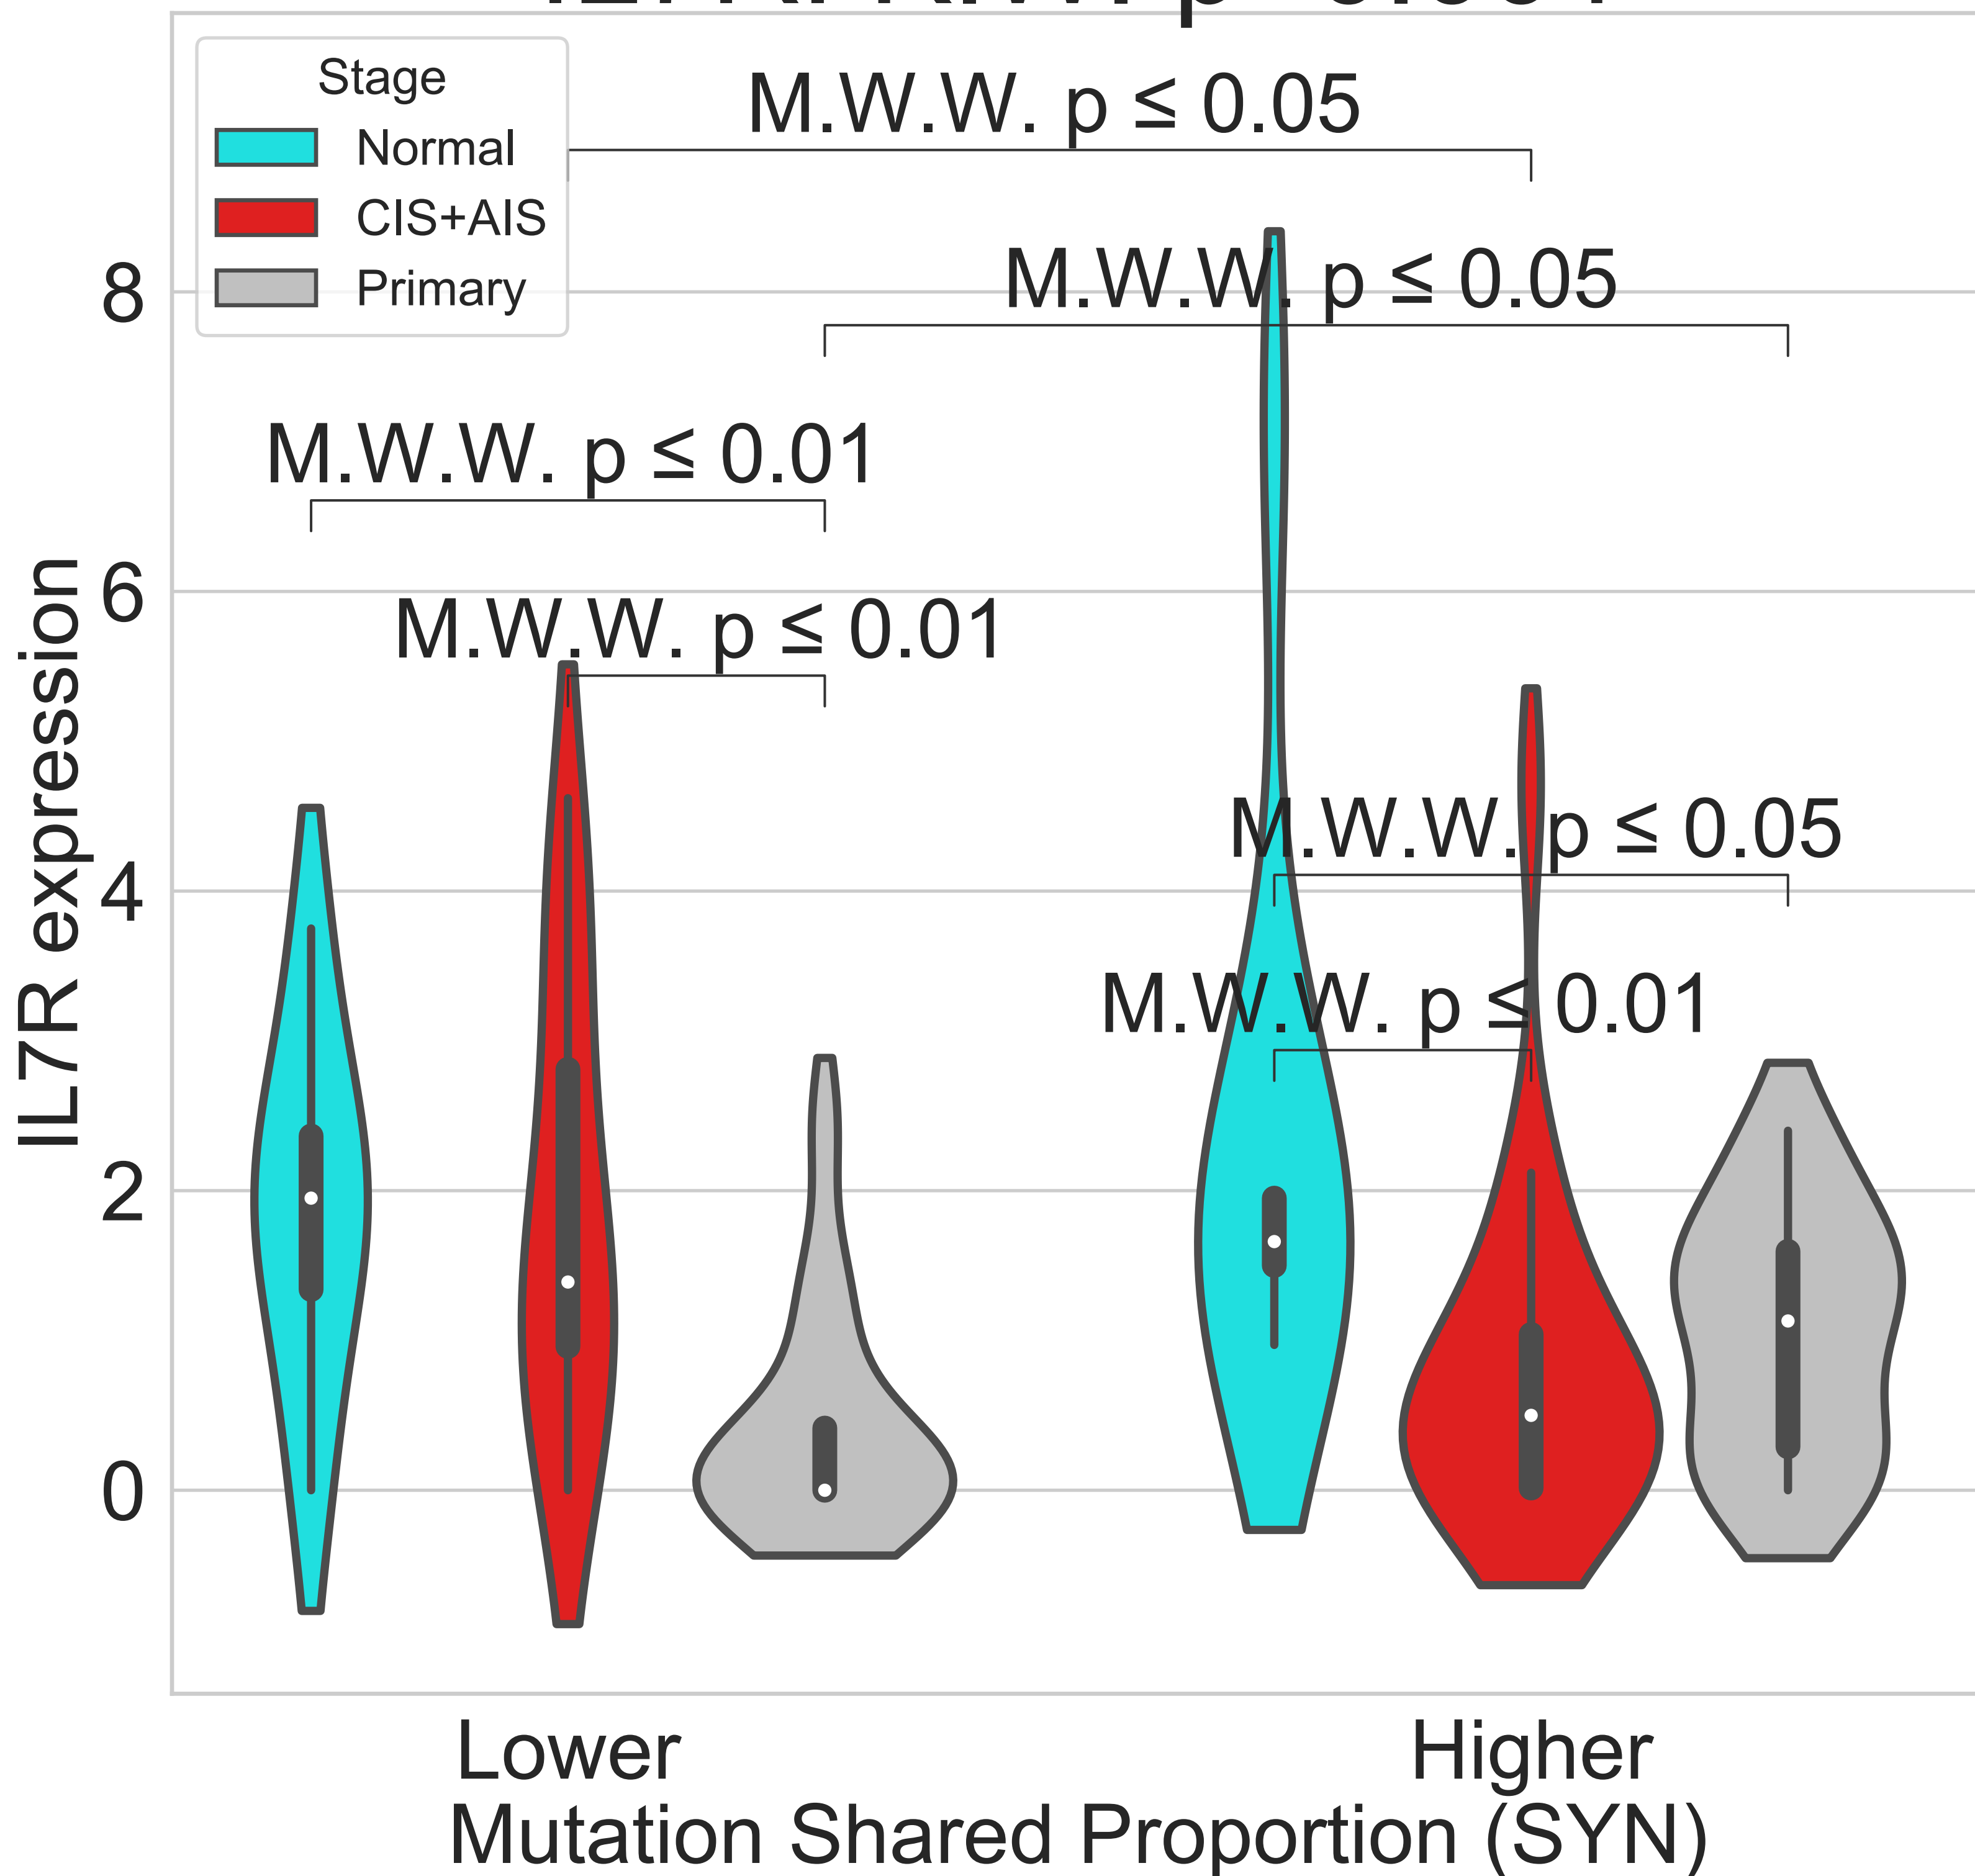 Stage
Normal
CIS+AIS
Primary
M.W.W. p ≤ 0.05
M.W.W. p ≤ 0.05
M.W.W. p ≤ 0.01
M.W.W. p ≤ 0.01
M.W.W. p ≤ 0.05
M.W.W. p ≤ 0.01
8
6
4
2
0
IL7R expression
Lower
Higher
Mutation Shared Proportion (SYN)